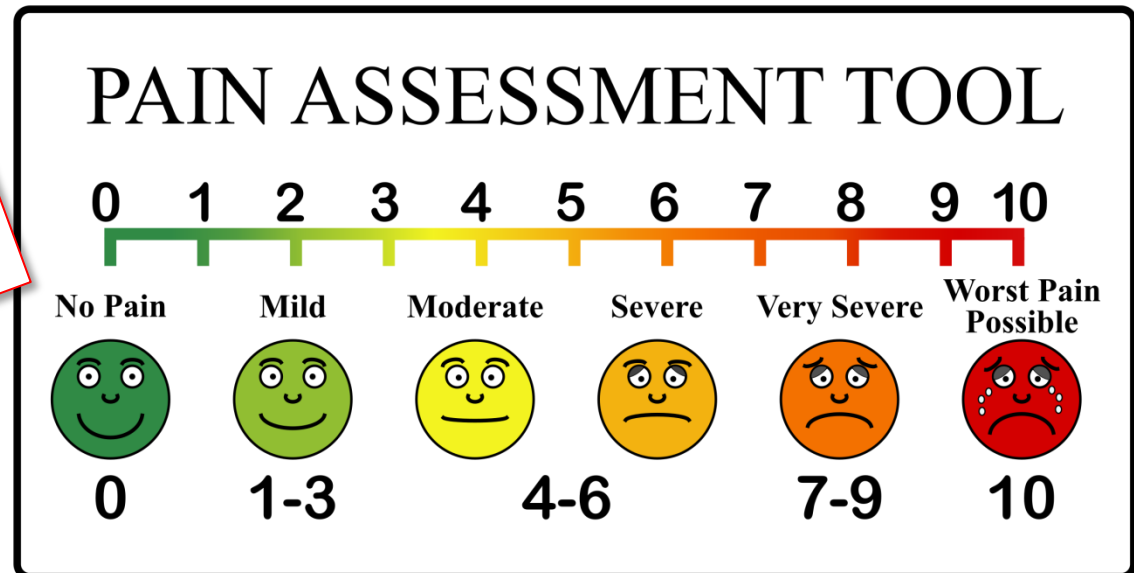 PAIN ASSESSMENT TOOL
0 1 2 3 4 5 6 7 8 9 10
No Pain Mild Moderate Severe Very Severe Worst Pain
Possible
0 1-3 4-6 7-9 10